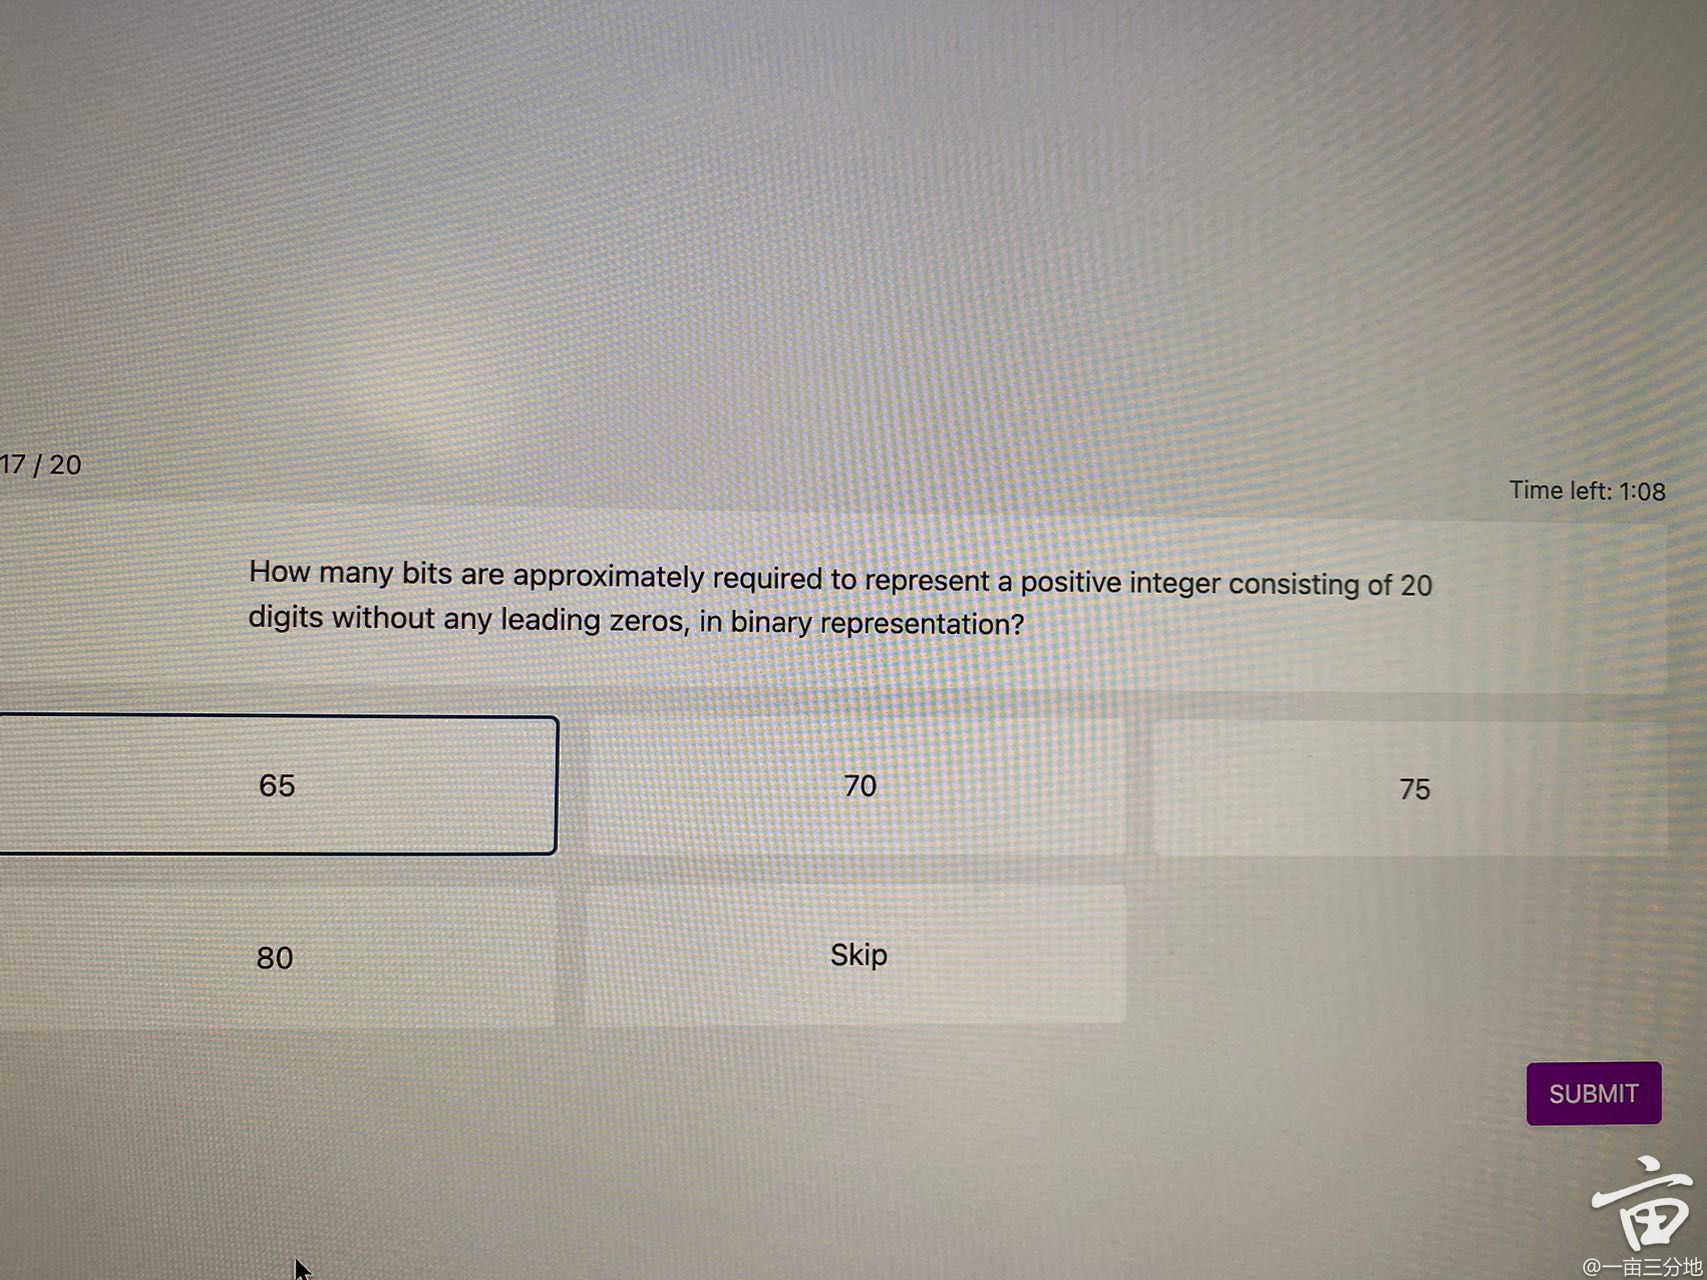 17 / 20
Time left: 1:08
How many bits are approximately required to represent a positive integer consisting of 20
digits without any leading zeros, in binary representation?
65
70
75
80
Skip
SUBMIT
亩
@一亩三分地